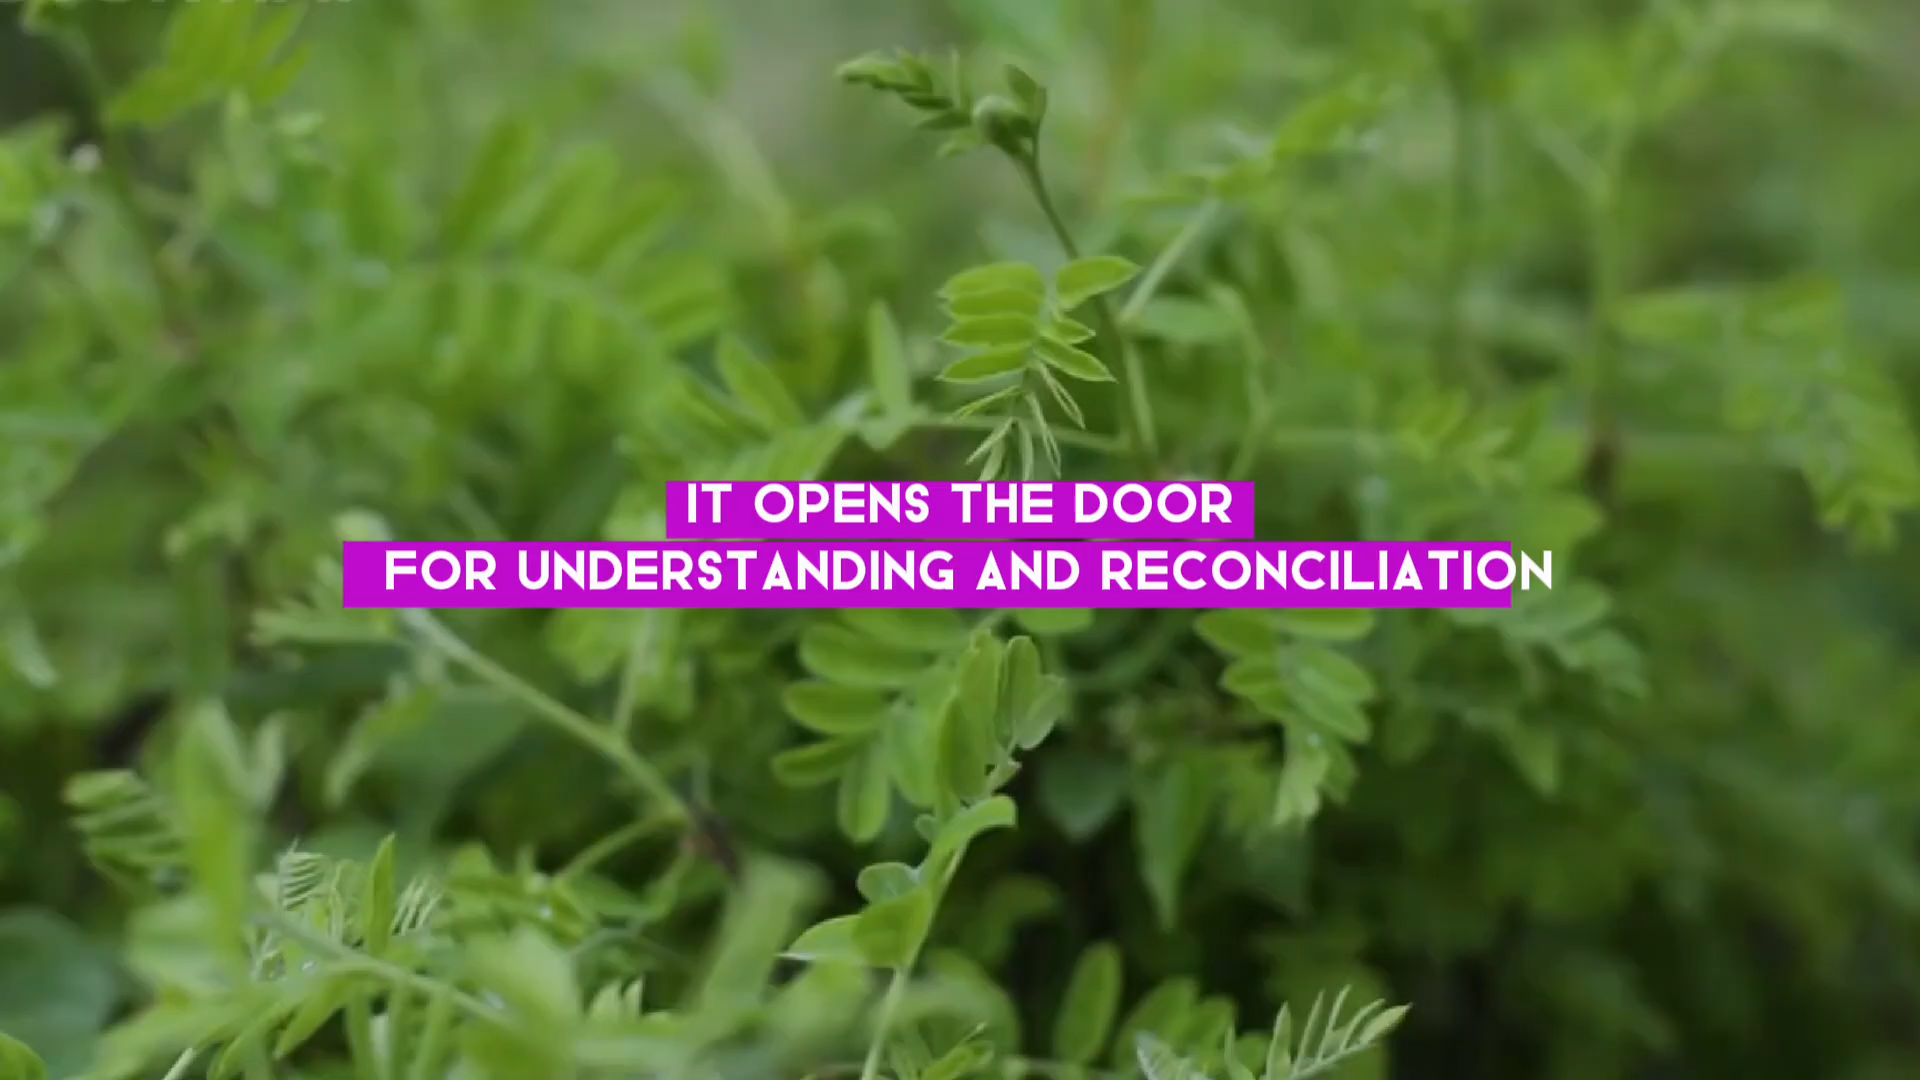 IT OPENS THE DOOR
FOR UNDERSTANDING AND RECONCILIATION